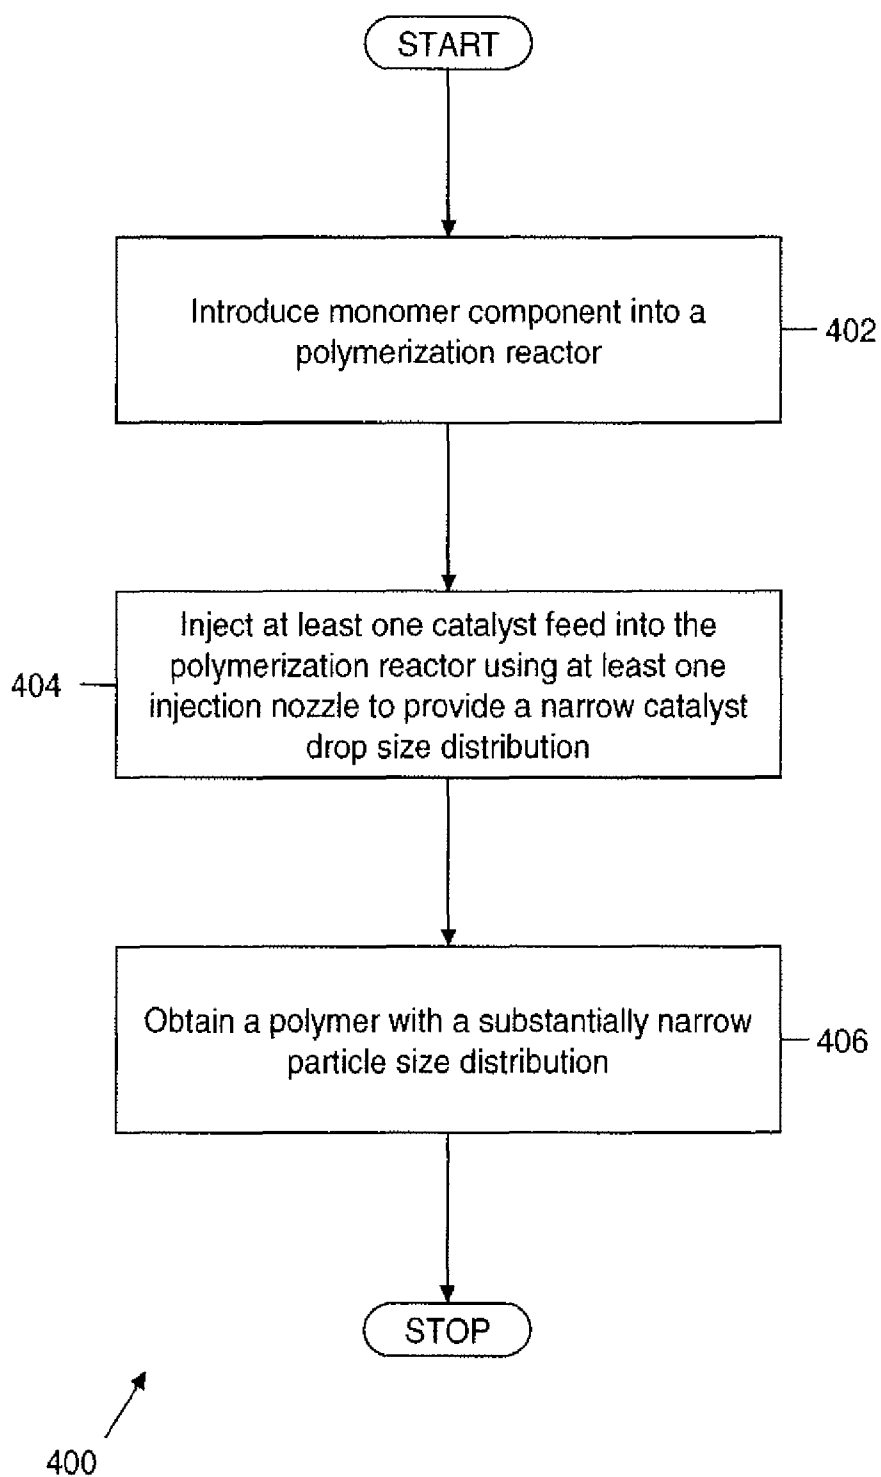 START
Introduce monomer component into a
polymerization reactor
402
Inject at least one catalyst feed into the
polymerization reactor using at least one
injection nozzle to provide a narrow catalyst
drop size distribution
404
Obtain a polymer with a substantially narrow
particle size distribution
406
STOP
400